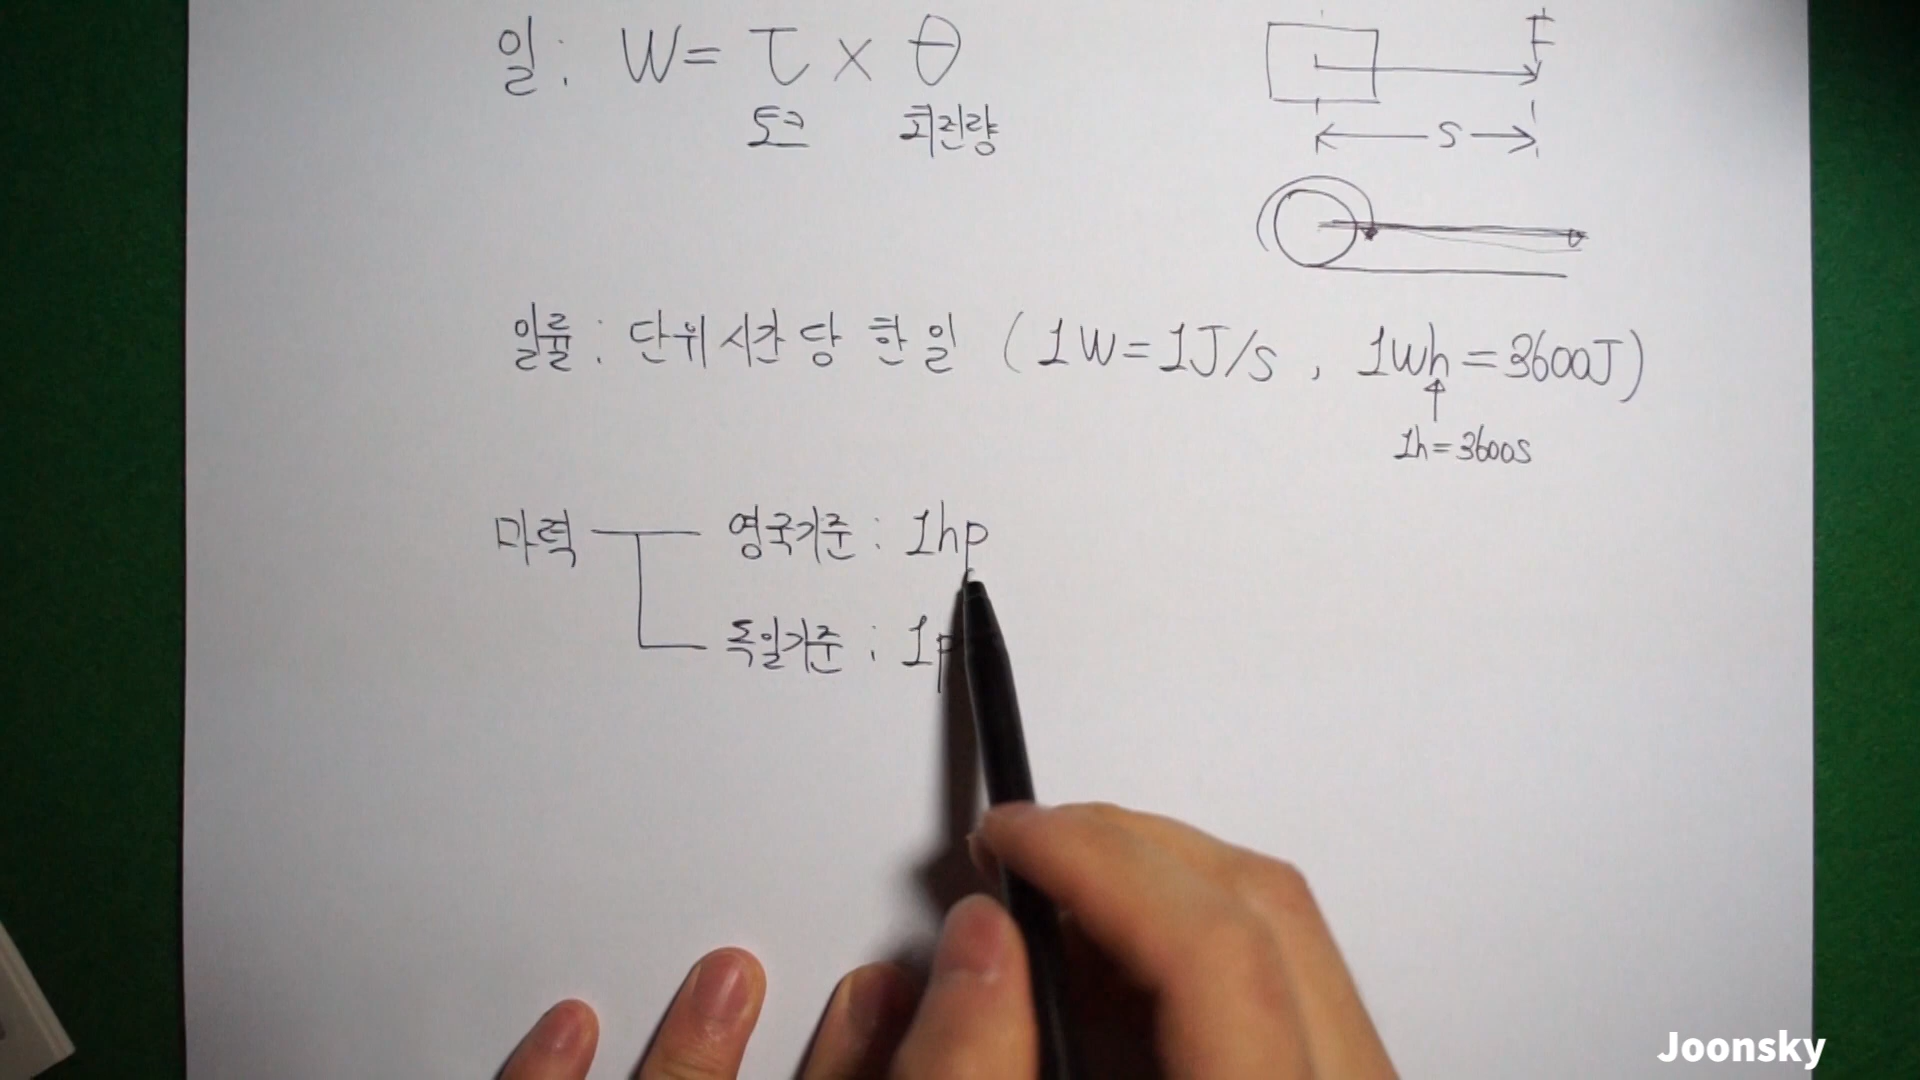 일: W = τ × θ
토크 회전량
F
S
일률: 단위 시간 당 한 일 (1W=1J/s, 1Wh=3600J)
1h=3600s
마력
영국기준: 1hp
독일기준: 1p
Joonsky